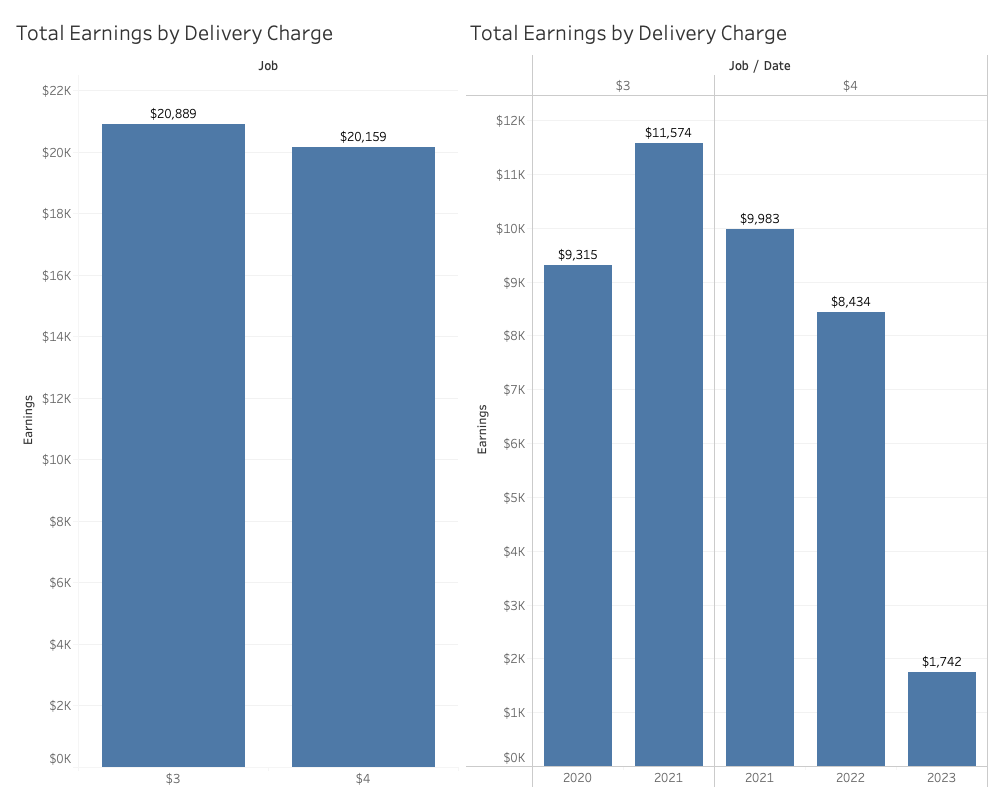 Total Earnings by Delivery Charge
Job
$22K
$20K
$18K
$16K
$14K
$12K
$10K
$8K
$6K
$4K
$2K
$0K
Earnings
$20,889
$20,159
$3
$4
Total Earnings by Delivery Charge
Job / Date
$3
$4
$12K
$11K
$10K
$9K
$8K
$7K
$6K
$5K
$4K
$3K
$2K
$1K
$0K
Earnings
$9,315
$11,574
$9,983
$8,434
$1,742
2020
2021
2021
2022
2023